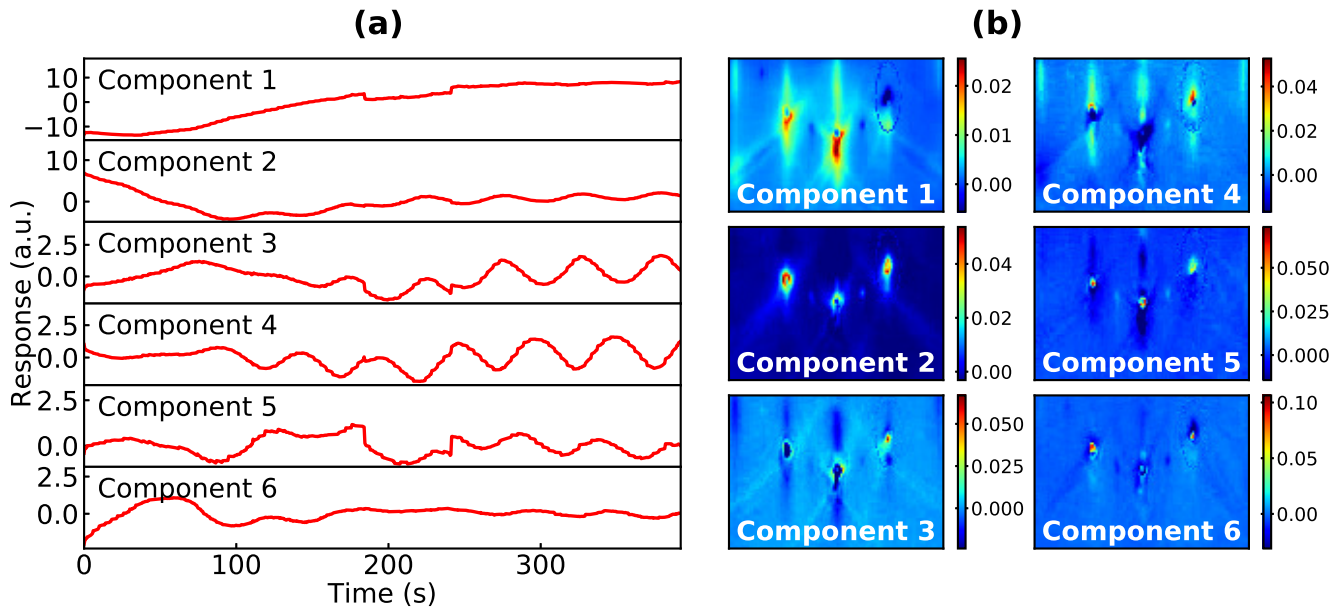 (a)
(b)
Response (a.u.)
Component 1
10
0
−10
Component 2
10
0
Component 3
2.5
0.0
Component 4
2.5
0.0
Component 5
2.5
0.0
Component 6
2.5
0.0
0
100
200
300
Time (s)
Component 1
0.02
0.01
0.00
Component 4
0.04
0.02
0.00
Component 2
0.04
0.02
0.00
Component 5
0.050
0.025
0.000
Component 3
0.050
0.025
0.000
Component 6
0.10
0.05
0.00